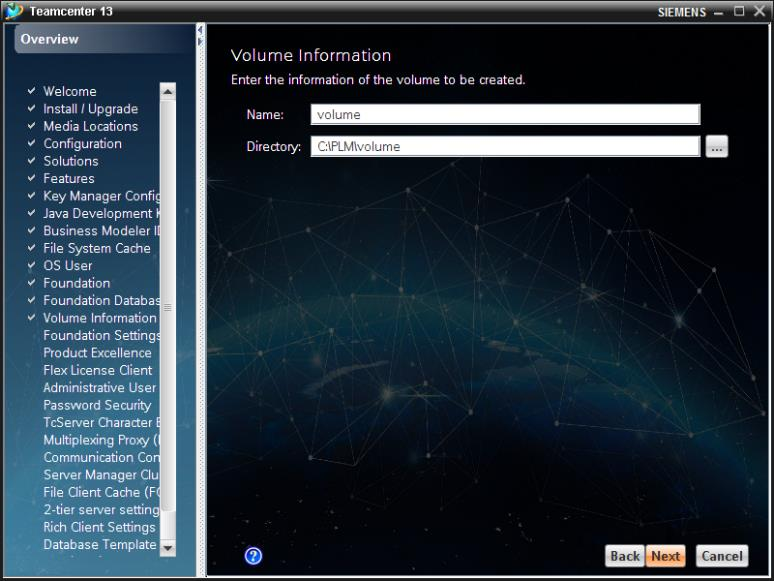 Teamcenter 13
SIEMENS
Overview
Welcome
Install / Upgrade
Media Locations
Configuration
Solutions
Features
Key Manager Config
Java Development K
Business Modeler ID
File System Cache
OS User
Foundation
Foundation Databas
Volume Information
Foundation Settings
Product Excellence
Flex License Client
Administrative User
Password Security
TcServer Character E
Multiplexing Proxy (
Communication Con
Server Manager Clu
File Client Cache (FC
2-tier server setting
Rich Client Settings
Database Template
Volume Information
Enter the information of the volume to be created.
Name: volume
Directory: C:\PLM\volume ...
? Back Next Cancel